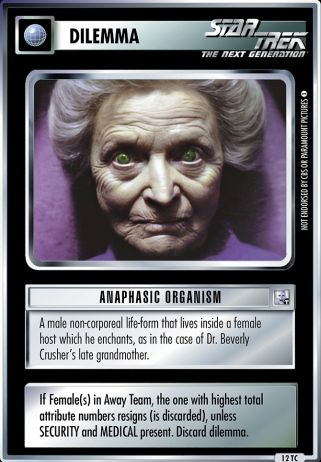 DILEMMA
STAR TREK
THE NEXT GENERATION
NOT ENDORSED BY CBS OR PARAMOUNT PICTURES
ANAPHASIC ORGANISM
A male non-corporeal life-form that lives inside a female
host which he enchants, as in the case of Dr. Beverly
Crusher's late grandmother.
If Female(s) in Away Team, the one with highest total
attribute numbers resigns (is discarded), unless
SECURITY and MEDICAL present. Discard dilemma.
12 TC